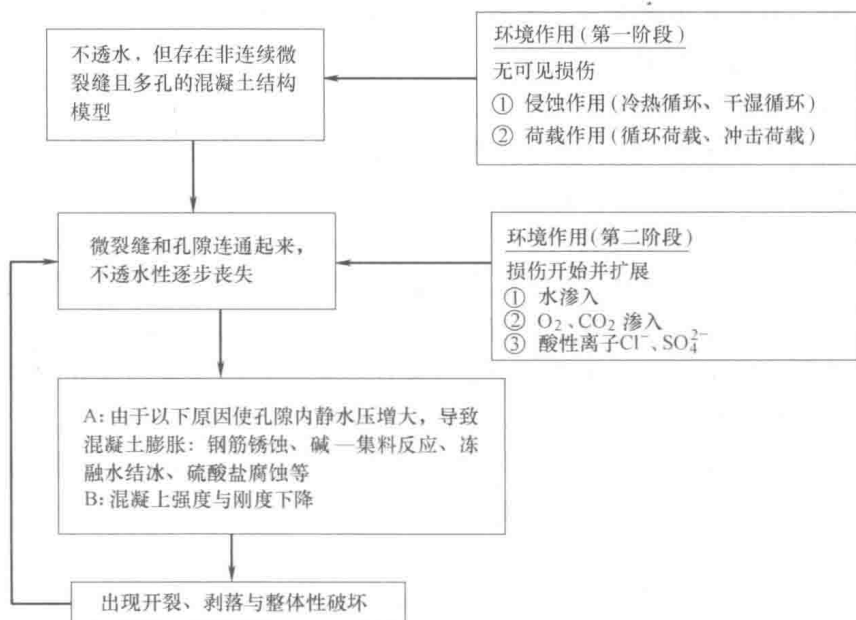 不透水，但存在非连续微
裂缝且多孔的混凝土结构
模型
环境作用(第一阶段)
无可见损伤
① 侵蚀作用(冷热循环、干湿循环)
② 荷载作用(循环荷载、冲击荷载)
微裂缝和孔隙连通起来，
不透水性逐步丧失
环境作用(第二阶段)
损伤开始并扩展
① 水渗入
② O₂、CO₂ 渗入
③ 酸性离子Cl⁻、SO₄²⁻
A: 由于以下原因使孔隙内静水压增大，导致
混凝土膨胀：钢筋锈蚀、碱—集料反应、冻
融水结冰、硫酸盐腐蚀等
B: 混凝上强度与刚度下降
出现开裂、剥落与整体性破坏